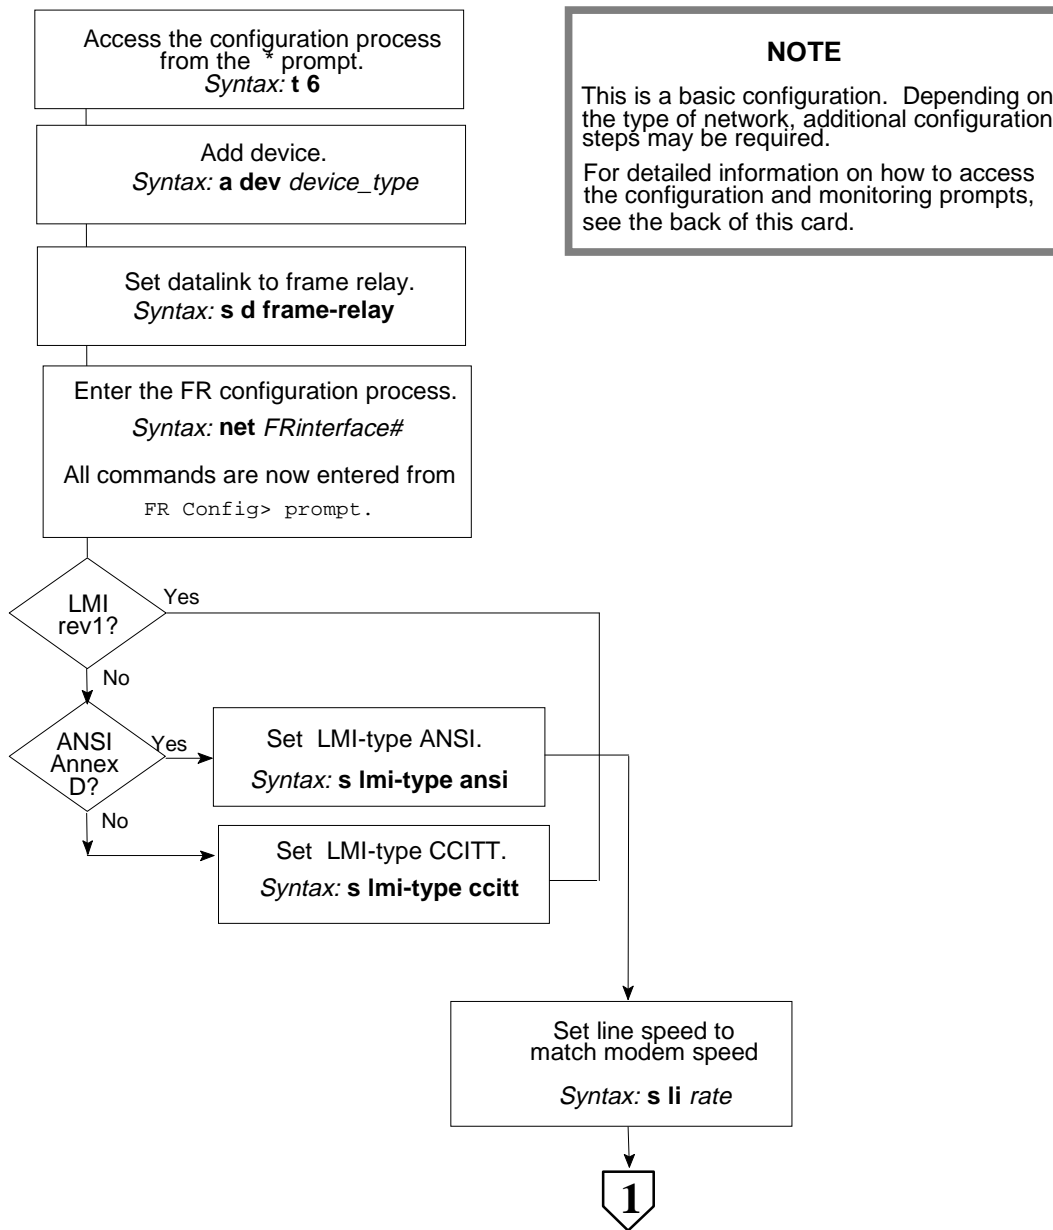 Access the configuration process
from the * prompt.
Syntax: t 6
Add device.
Syntax: a dev device_type
Set datalink to frame relay.
Syntax: s d frame-relay
Enter the FR configuration process.
Syntax: net FRinterface#
All commands are now entered from
FR Config> prompt.
NOTE
This is a basic configuration. Depending on
the type of network, additional configuration
steps may be required.
For detailed information on how to access
the configuration and monitoring prompts,
see the back of this card.
LMI
rev1?
Yes
No
ANSI
Annex
D?
Yes
No
Set LMI-type ANSI.
Syntax: s lmi-type ansi
Set LMI-type CCITT.
Syntax: s lmi-type ccitt
Set line speed to
match modem speed
Syntax: s li rate
1